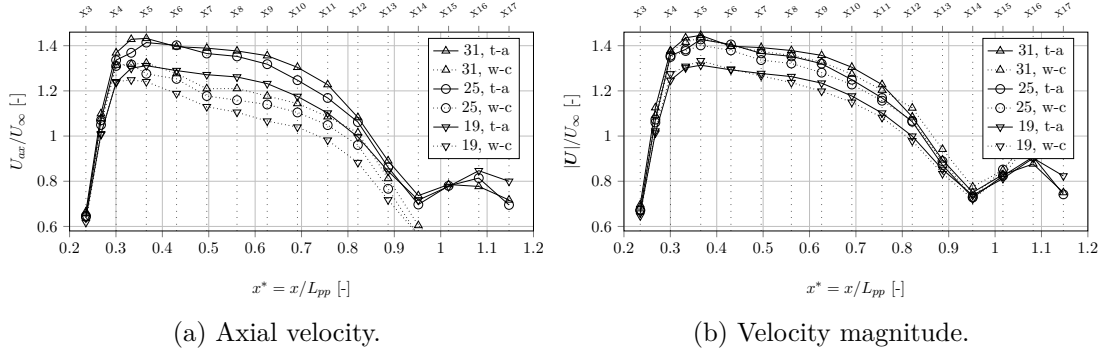 X3 X4 X5 X6 X7 X8 X9 X10 X11 X12 X13 X14 X15 X16 X17
1.4
1.2
1
0.8
0.6
U_ax/U_∞ [-]
31, t-a
31, w-c
25, t-a
25, w-c
19, t-a
19, w-c
0.2 0.3 0.4 0.5 0.6 0.7 0.8 0.9 1 1.1 1.2
x* = x/L_pp [-]
(a) Axial velocity.
X3 X4 X5 X6 X7 X8 X9 X10 X11 X12 X13 X14 X15 X16 X17
1.4
1.2
1
0.8
0.6
|U|/U_∞ [-]
31, t-a
31, w-c
25, t-a
25, w-c
19, t-a
19, w-c
0.2 0.3 0.4 0.5 0.6 0.7 0.8 0.9 1 1.1 1.2
x* = x/L_pp [-]
(b) Velocity magnitude.